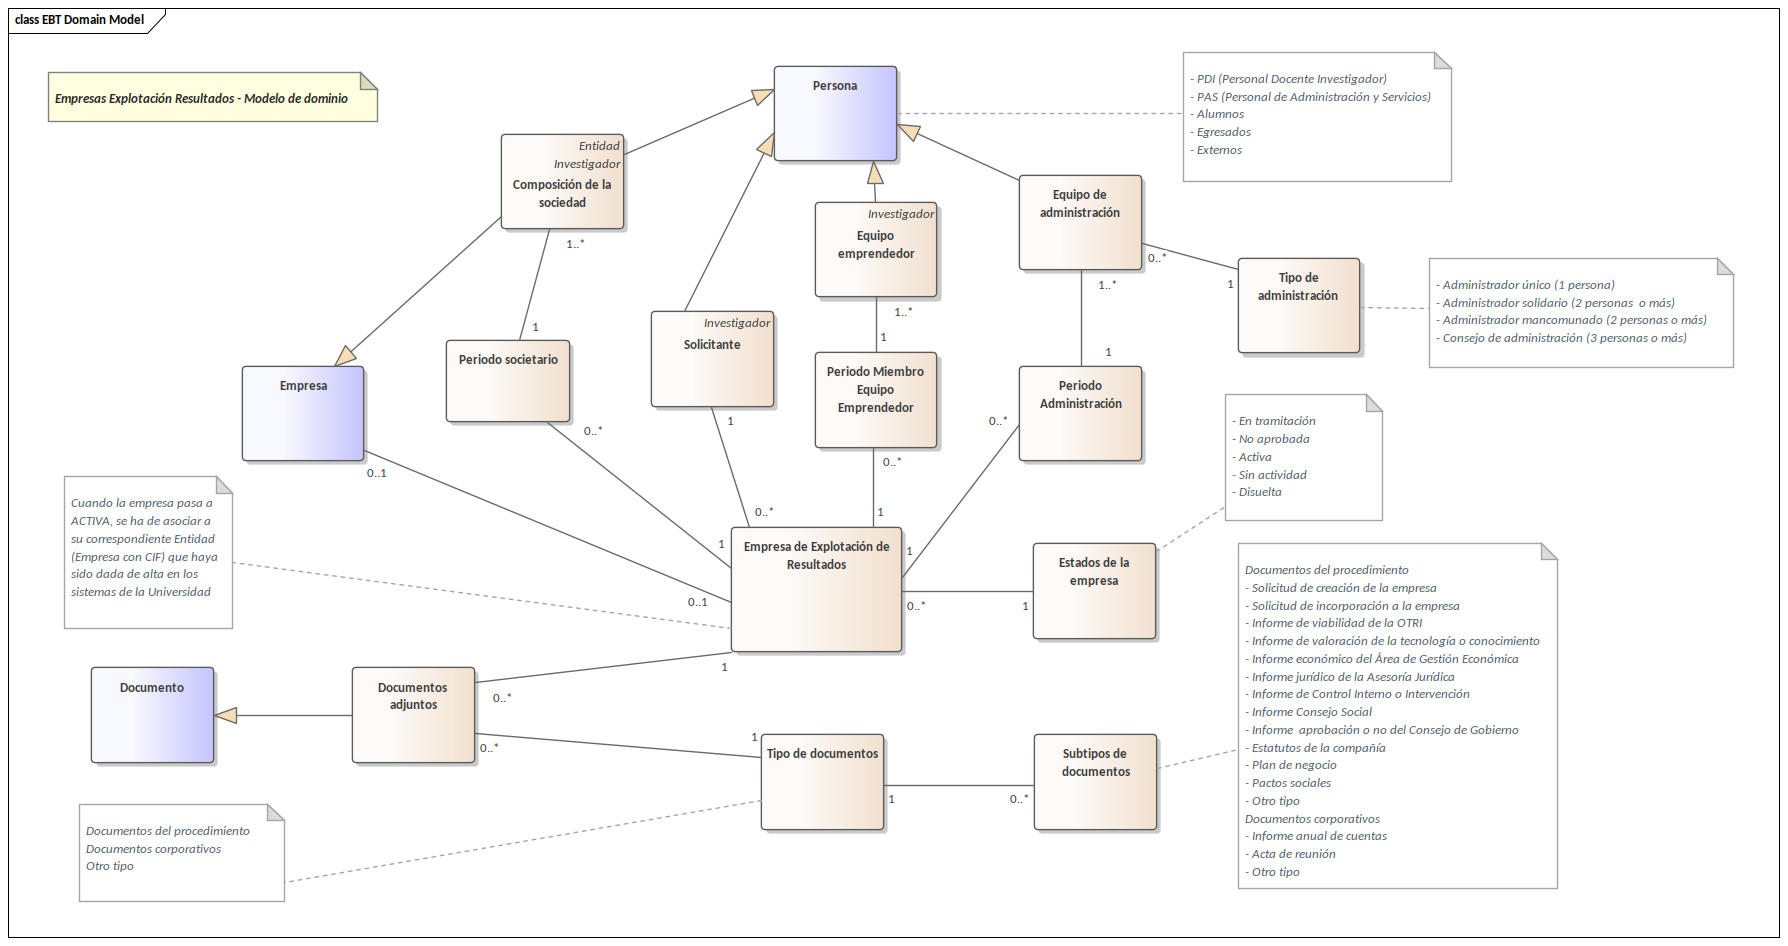 class EBT Domain Model
Empresas Explotación Resultados - Modelo de dominio
Persona
- PDI (Personal Docente Investigador)
- PAS (Personal de Administración y Servicios)
- Alumnos
- Egresados
- Externos
Entidad
Investigador
Composición de la
sociedad
1..*
Investigador
Equipo
emprendedor
1..*
Equipo de
administración
0..*
1..*
Tipo de
administración
1
- Administrador único (1 persona)
- Administrador solidario (2 personas  o más)
- Administrador mancomunado (2 personas o más)
- Consejo de administración (3 personas o más)
Investigador
Solicitante
1
1
Periodo societario
0..*
1
Periodo Miembro
Equipo
Emprendedor
0..*
1
Periodo
Administración
0..*
Empresa
0..1
- En tramitación
- No aprobada
- Activa
- Sin actividad
- Disuelta
Cuando la empresa pasa a
ACTIVA, se ha de asociar a
su correspondiente Entidad
(Empresa con CIF) que haya
sido dada de alta en los
sistemas de la Universidad
0..*
1
1
1
0..1
0..*
1
Empresa de Explotación de
Resultados
Estados de la
empresa
1
Documentos del procedimiento
- Solicitud de creación de la empresa
- Solicitud de incorporación a la empresa
- Informe de viabilidad de la OTRI
- Informe de valoración de la tecnología o conocimiento
- Informe económico del Área de Gestión Económica
- Informe jurídico de la Asesoría Jurídica
- Informe de Control Interno o Intervención
- Informe Consejo Social
- Informe  aprobación o no del Consejo de Gobierno
- Estatutos de la compañía
- Plan de negocio
- Pactos sociales
- Otro tipo
Documentos corporativos
- Informe anual de cuentas
- Acta de reunión
- Otro tipo
Documento
Documentos
adjuntos
0..*
0..*
1
Tipo de documentos
1
0..*
Subtipos de
documentos
Documentos del procedimiento
Documentos corporativos
Otro tipo